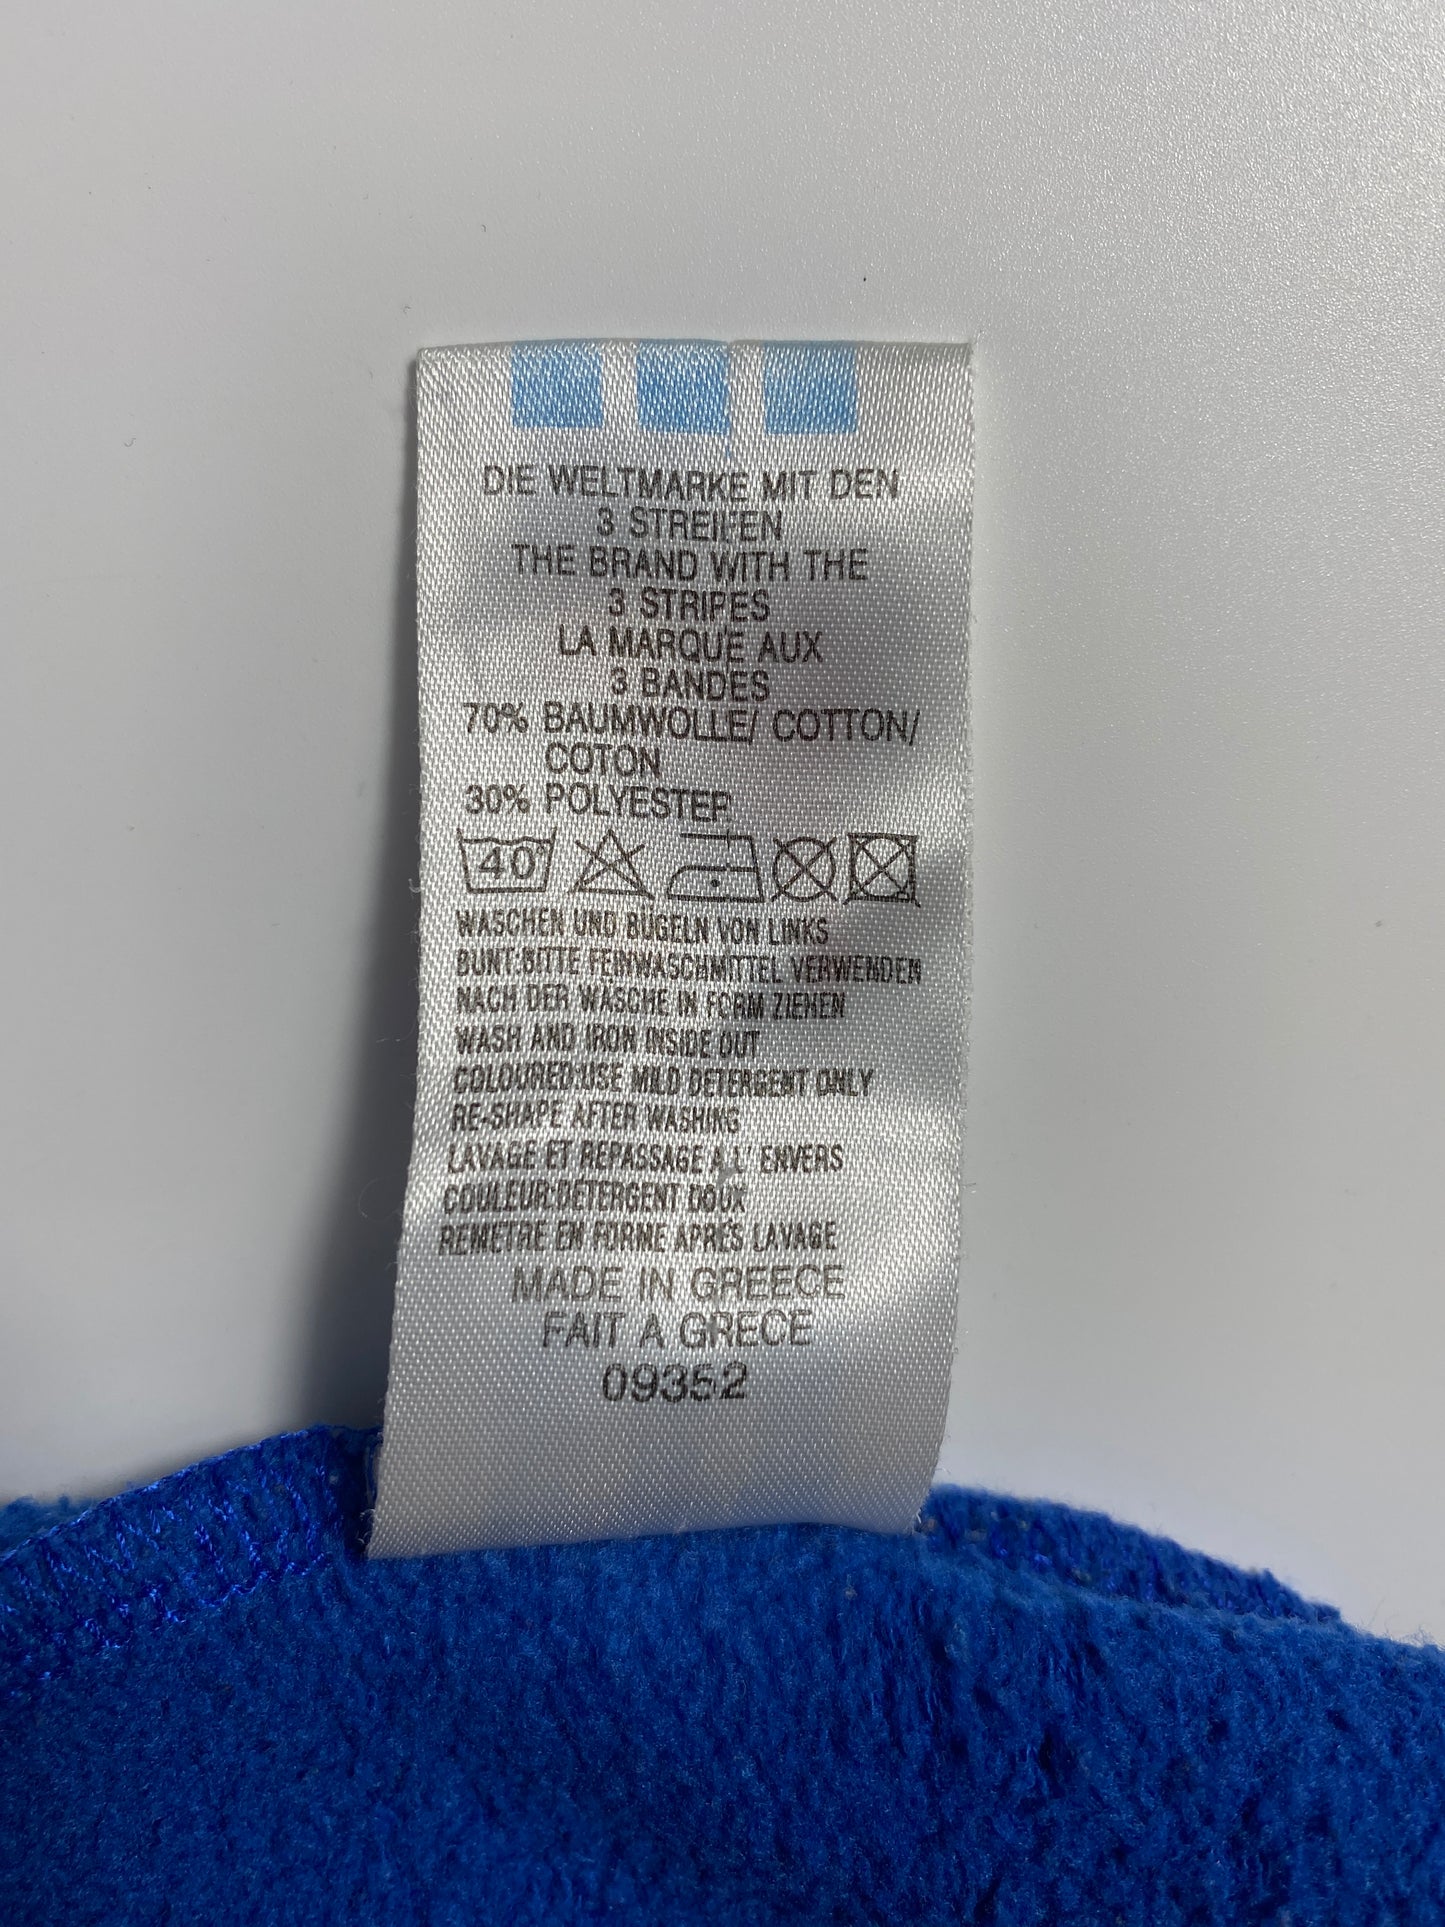 DIE WELTMARKE MIT DEN
3 STREIFEN
THE BRAND WITH THE
3 STRIPES
LA MARQUE AUX
3 BANDES
70% BAUMWOLLE/ COTTON/
COTON
30% POLYESTER
40°
WASCHEN UND BÜGELN VON LINKS
BUNT:BITTE FEINWASCHMITTEL VERWENDEN
NACH DER WÄSCHE IN FORM ZIEHEN
WASH AND IRON INSIDE OUT
COLOURED:USE MILD DETERGENT ONLY
RE-SHAPE AFTER WASHING
LAVAGE ET REPASSAGE A L' ENVERS
COULEUR:DETERGENT DOUX
REMETRE EN FORME APRÈS LAVAGE
MADE IN GREECE
FAIT A GRECE
09352